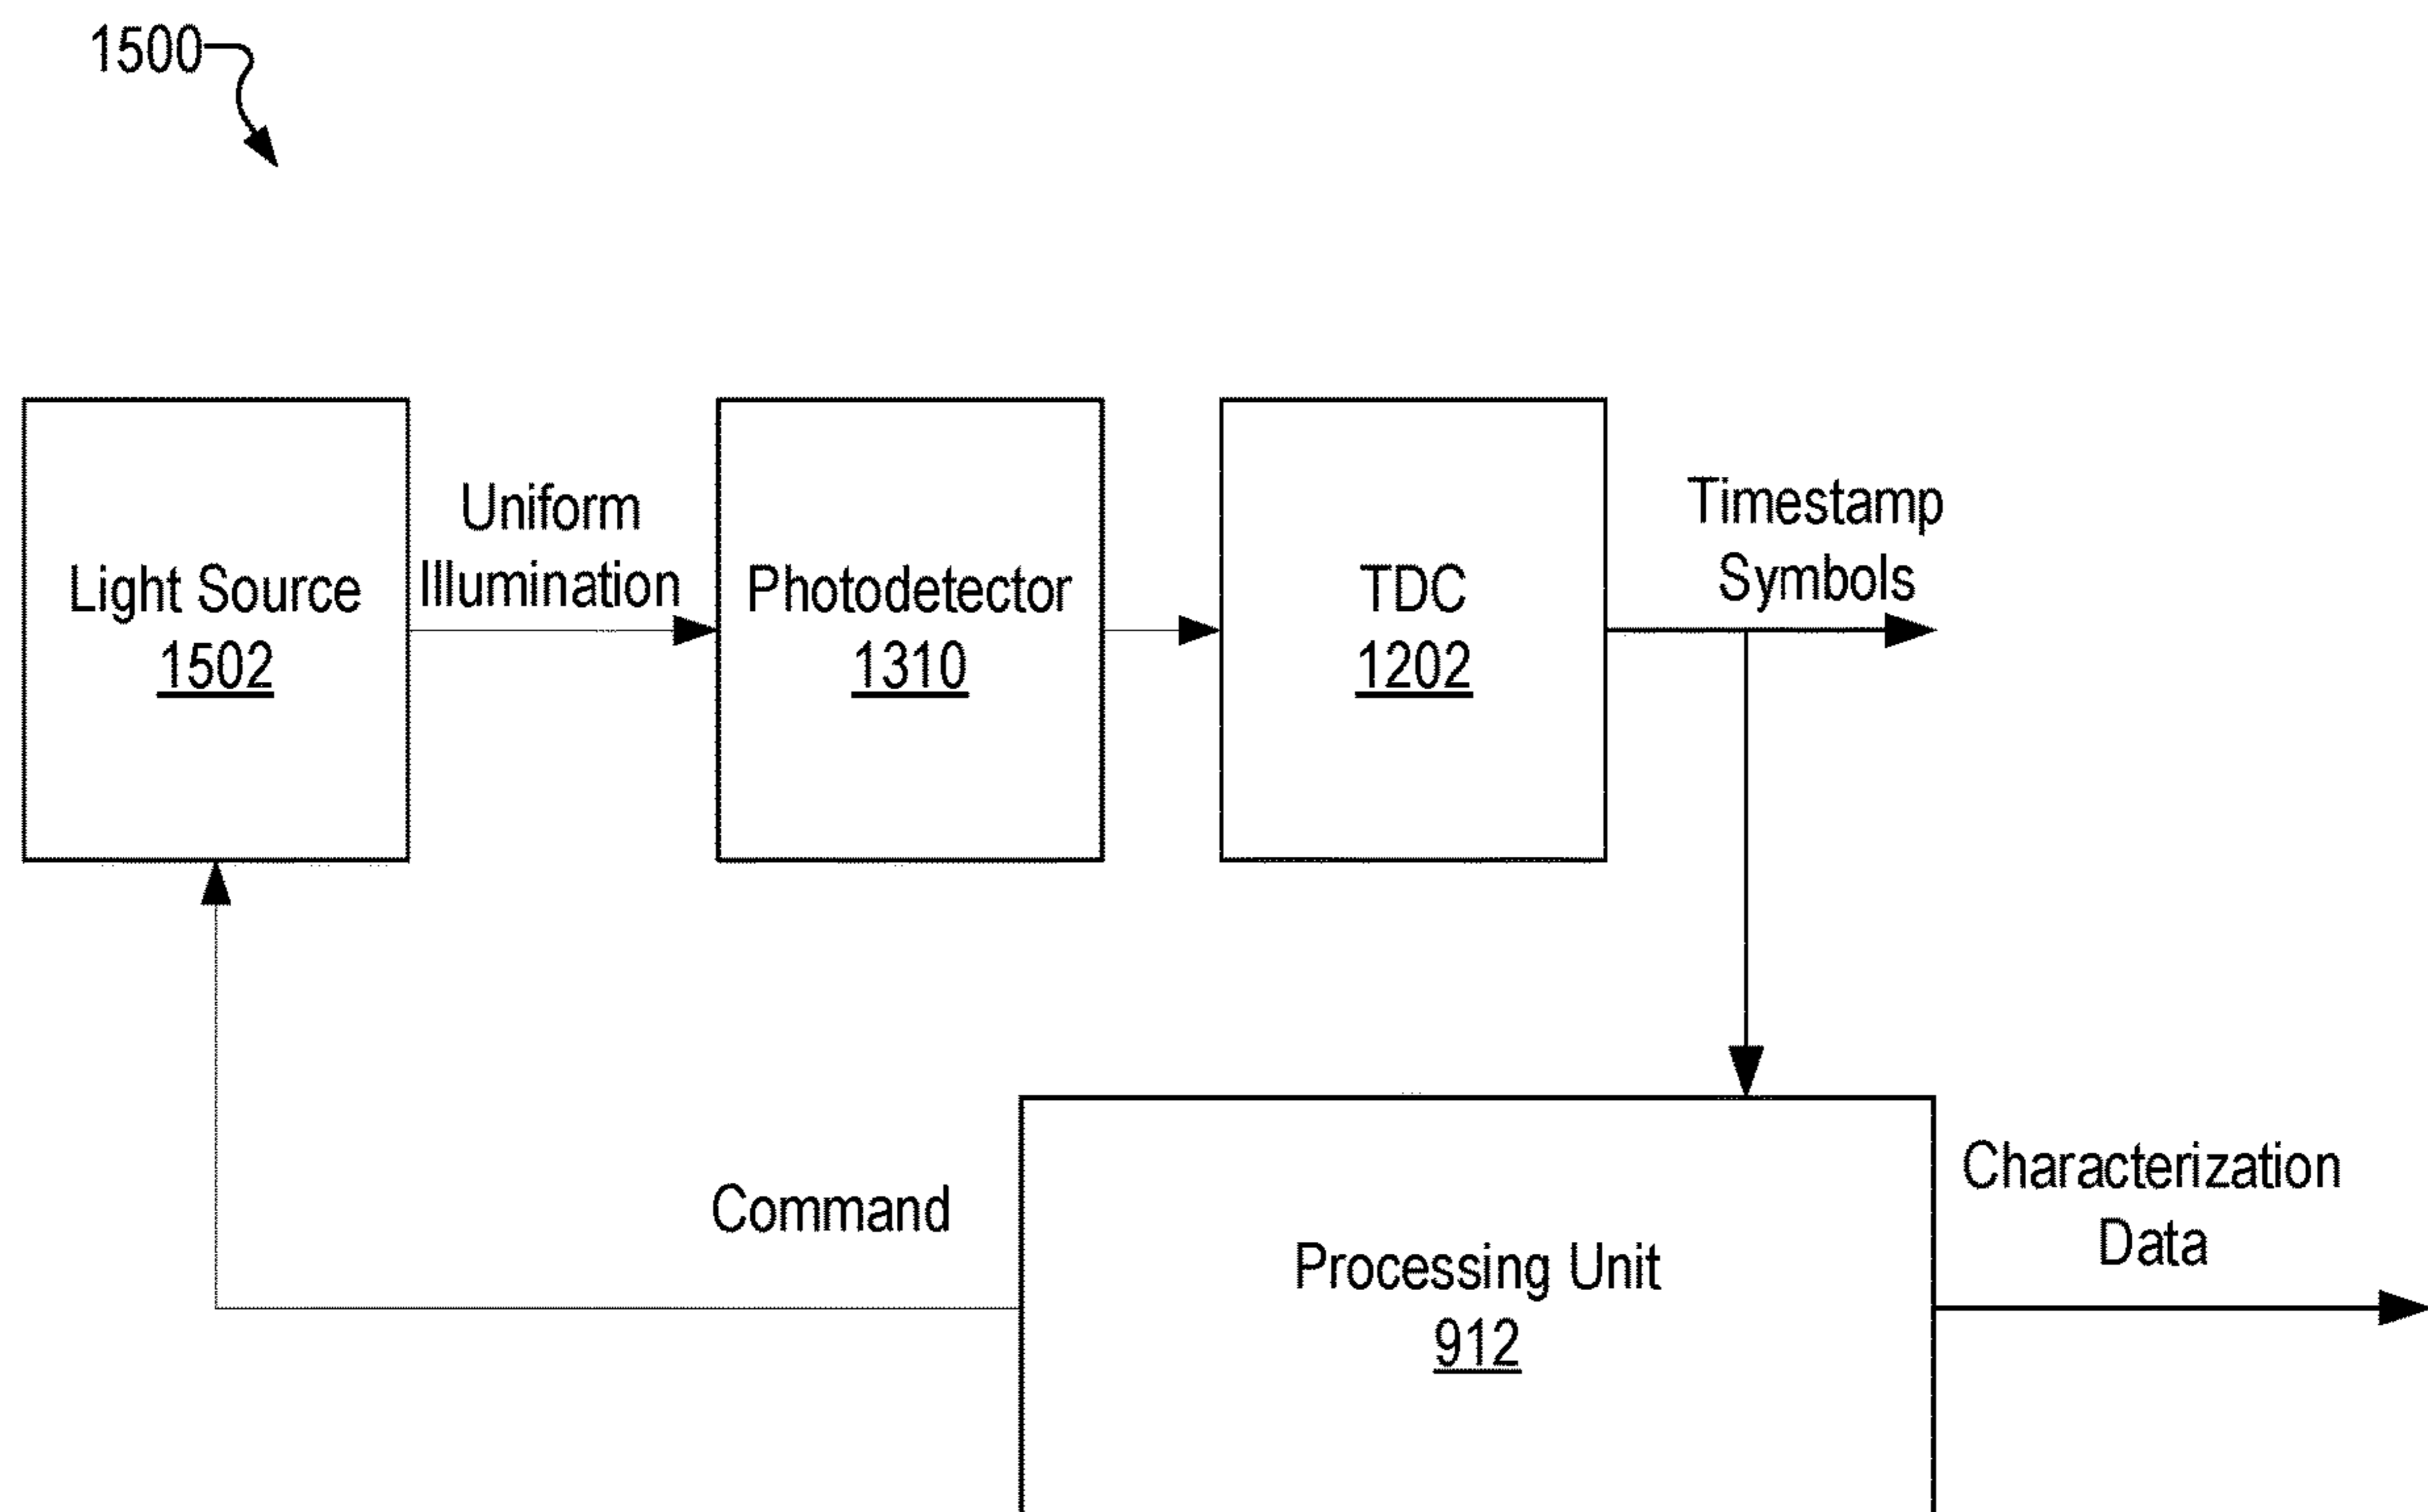 1500
Uniform
Illumination
Light Source
1502
Photodetector
1310
TDC
1202
Timestamp
Symbols
Command
Processing Unit
912
Characterization
Data